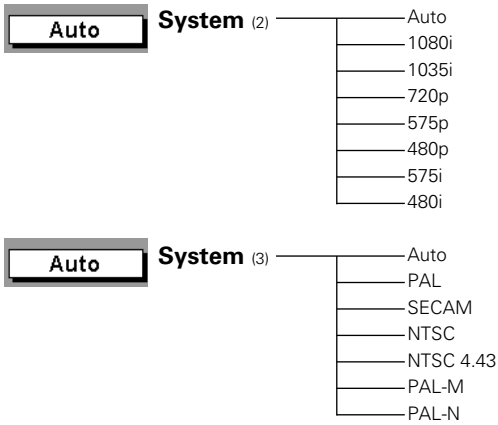 Auto System (2) Auto
1080i
1035i
720p
575p
480p
575i
480i
Auto System (3) Auto
PAL
SECAM
NTSC
NTSC 4.43
PAL-M
PAL-N